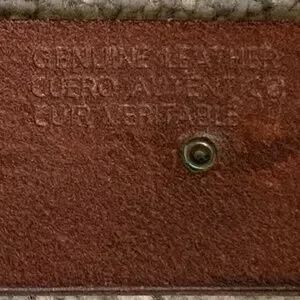 GENUINE LEATHER
CUERO AUTENTICO
CUIR VERITABLE